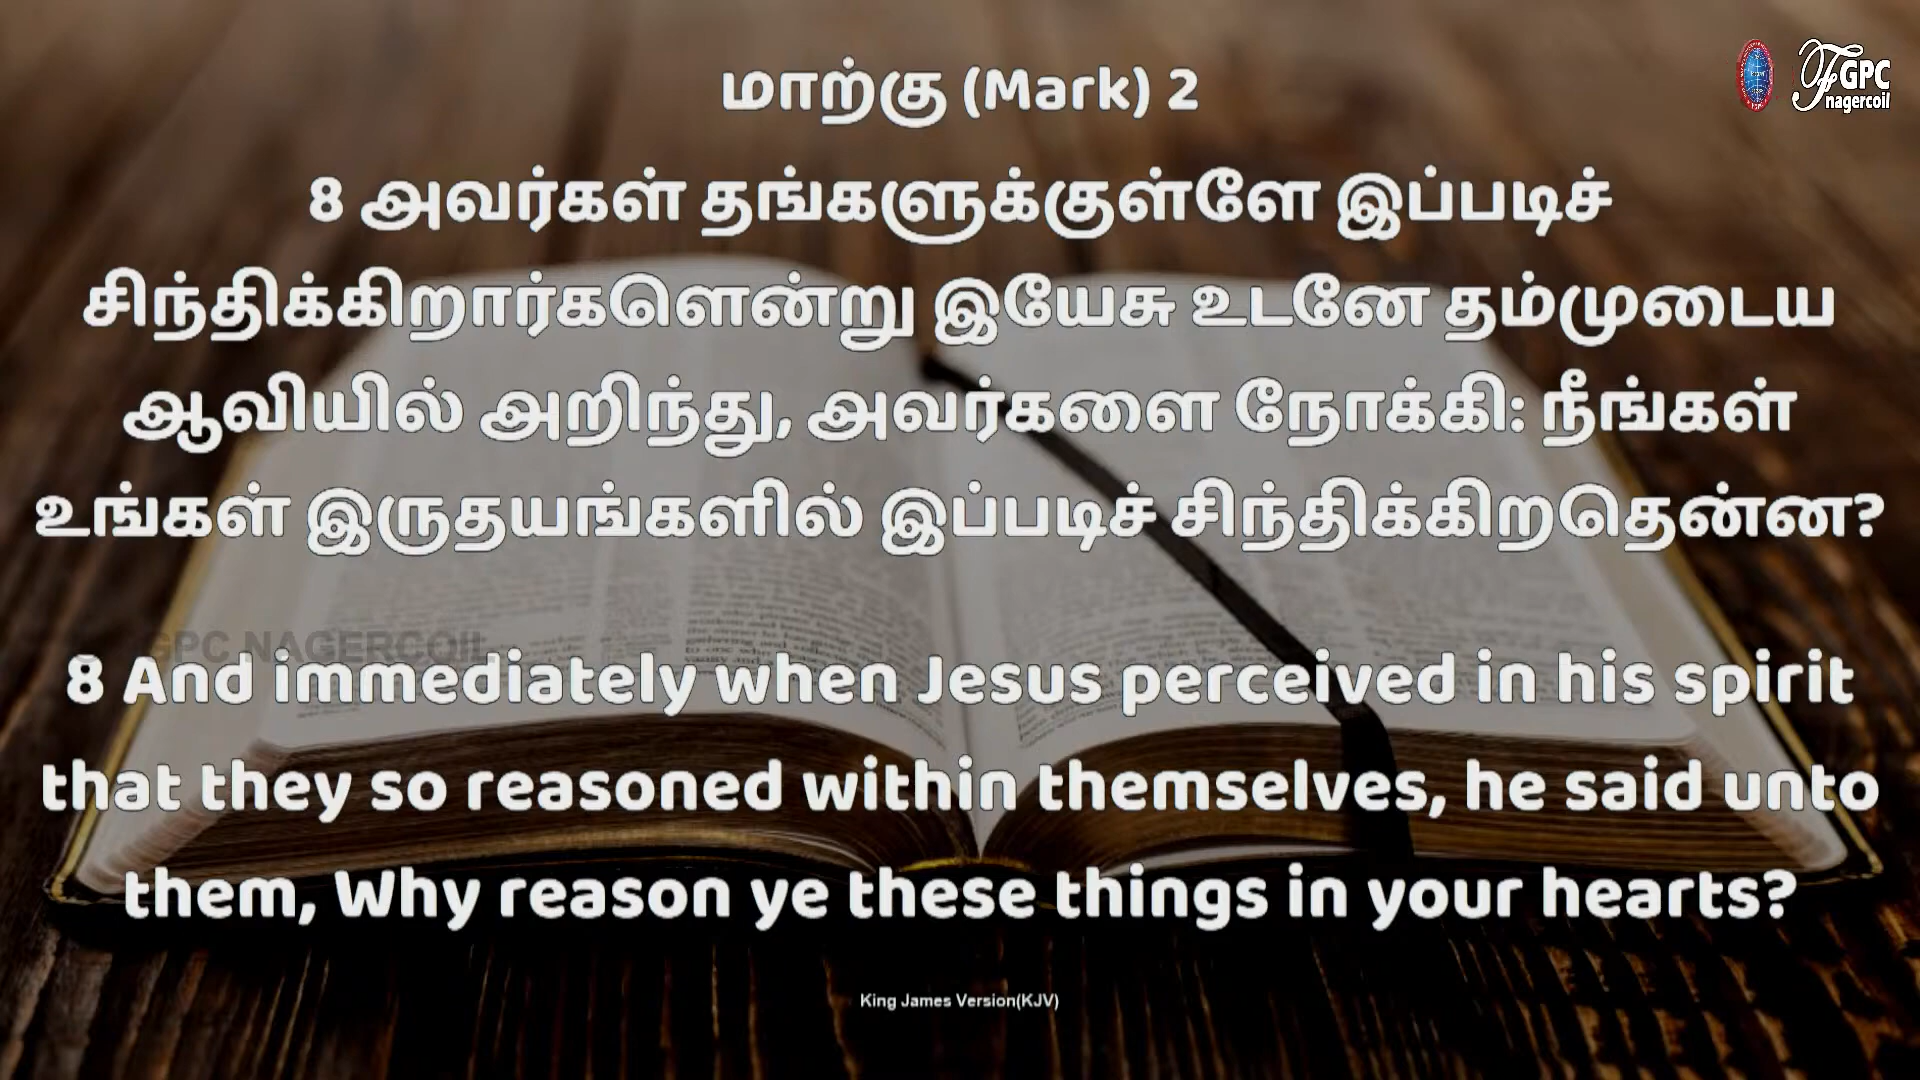 மாற்கு (Mark) 2
FGPC
nagercoil
8 அவர்கள் தங்களுக்குள்ளே இப்படிச்
சிந்திக்கிறார்களென்று இயேசு உடனே தம்முடைய
ஆவியில் அறிந்து, அவர்களை நோக்கி: நீங்கள்
உங்கள் இருதயங்களில் இப்படிச் சிந்திக்கிறதென்ன?
GPC NAGERCOIL
8 And immediately when Jesus perceived in his spirit
that they so reasoned within themselves, he said unto
them, Why reason ye these things in your hearts?
King James Version(KJV)